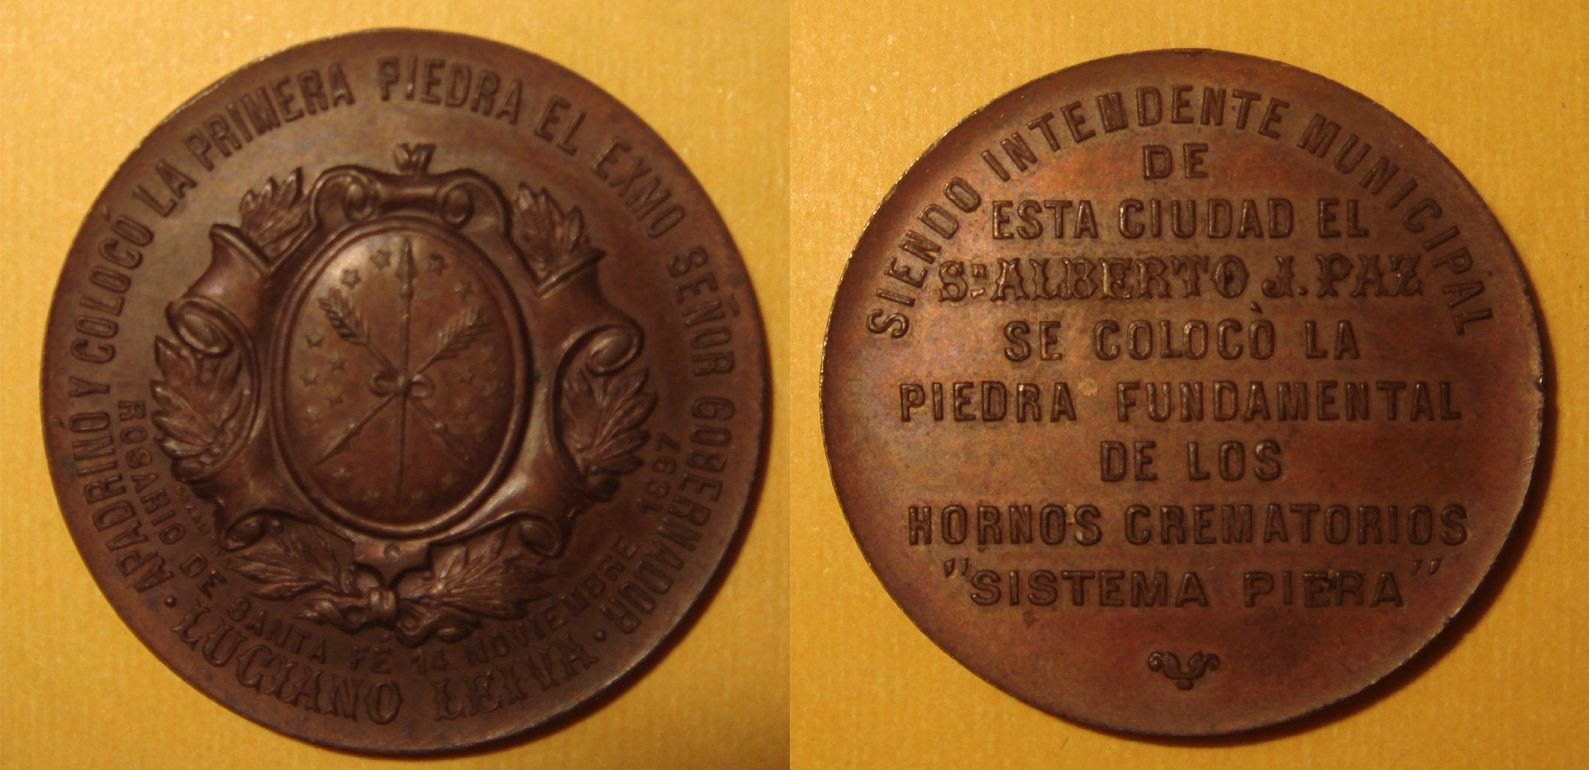 APADRINÓ Y COLOCÓ LA PRIMERA PIEDRA EL EXMO SEÑOR GOBERNADOR
· LUCIANO LEIVA ·
ROSARIO DE SANTA FÉ 14 NOVIEMBRE 1897
SIENDO INTENDENTE MUNICIPAL
DE
ESTA CIUDAD EL
Sr. ALBERTO J. PAZ
SE COLOCÒ LA
PIEDRA FUNDAMENTAL
DE LOS
HORNOS CREMATORIOS
"SISTEMA PIERA"